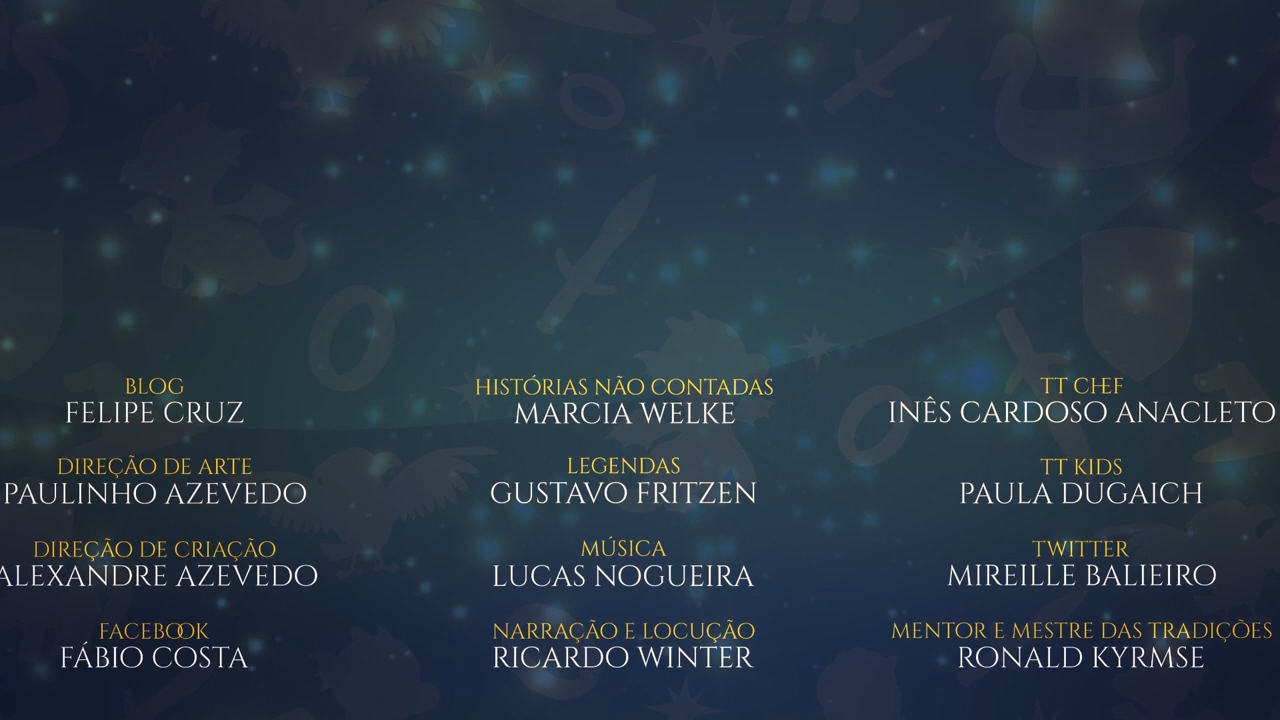 BLOG
FELIPE CRUZ
DIREÇÃO DE ARTE
PAULINHO AZEVEDO
DIREÇÃO DE CRIAÇÃO
ALEXANDRE AZEVEDO
FACEBOOK
FÁBIO COSTA
HISTÓRIAS NÃO CONTADAS
MARCIA WELKE
LEGENDAS
GUSTAVO FRITZEN
MÚSICA
LUCAS NOGUEIRA
NARRAÇÃO E LOCUÇÃO
RICARDO WINTER
TT CHEF
INÊS CARDOSO ANACLETO
TT KIDS
PAULA DUGAICH
TWITTER
MIREILLE BALIEIRO
MENTOR E MESTRE DAS TRADIÇÕES
RONALD KYRMSE